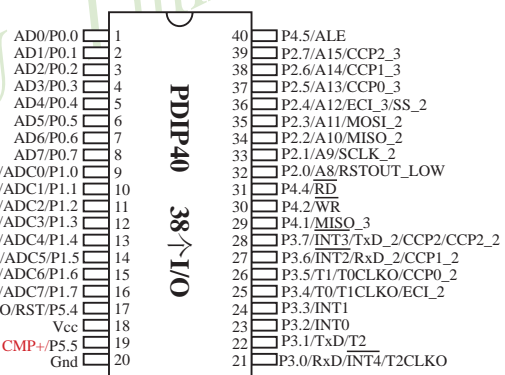 AD0/P0.0 1 40 P4.5/ALE
AD1/P0.1 2 39 P2.7/A15/CCP2_3
AD2/P0.2 3 38 P2.6/A14/CCP1_3
AD3/P0.3 4 37 P2.5/A13/CCP0_3
AD4/P0.4 5 36 P2.4/A12/ECI_3/SS_2
AD5/P0.5 6 35 P2.3/A11/MOSI_2
AD6/P0.6 7 34 P2.2/A10/MISO_2
AD7/P0.7 8 33 P2.1/A9/SCLK_2
/ADC0/P1.0 9 32 P2.0/A8/RSTOUT_LOW
/ADC1/P1.1 10 31 P4.4/RD
/ADC2/P1.2 11 30 P4.2/WR
/ADC3/P1.3 12 29 P4.1/MISO_3
/ADC4/P1.4 13 28 P3.7/INT3/TxD_2/CCP2/CCP2_2
/ADC5/P1.5 14 27 P3.6/INT2/RxD_2/CCP1_2
/ADC6/P1.6 15 26 P3.5/T1/T0CLKO/CCP0_2
/ADC7/P1.7 16 25 P3.4/T0/T1CLKO/ECI_2
O/RST/P5.4 17 24 P3.3/INT1
Vcc 18 23 P3.2/INT0
CMP+/P5.5 19 22 P3.1/TxD/T2
Gnd 20 21 P3.0/RxD/INT4/T2CLKO
PDIP40 38个I/O